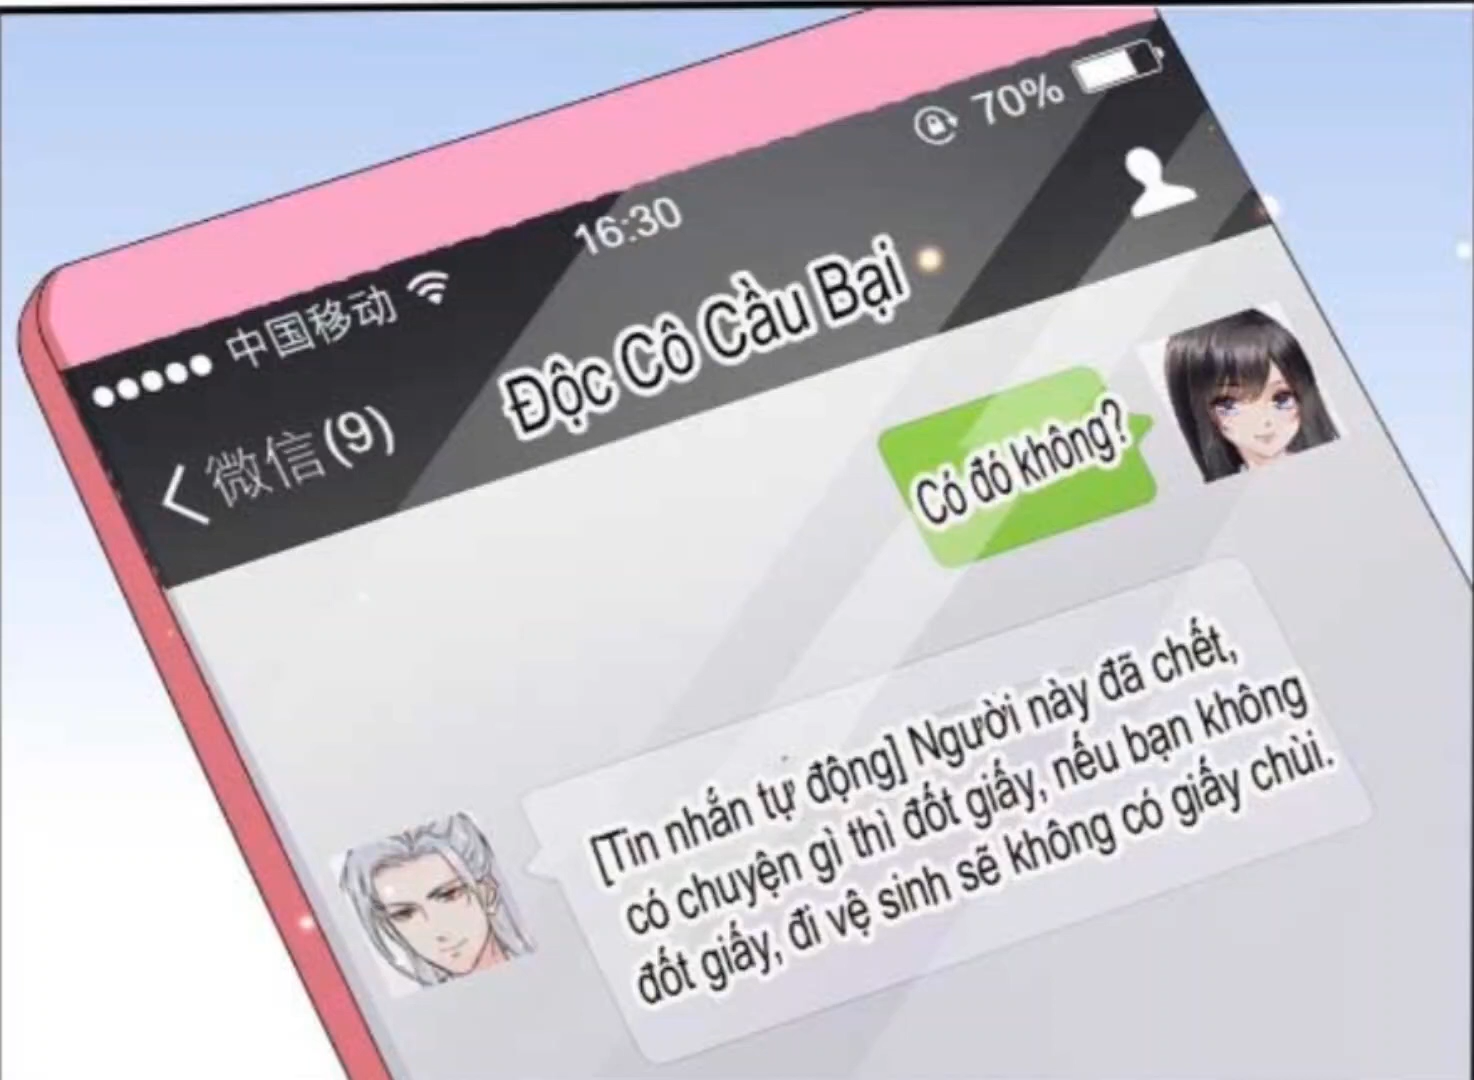 中国移动 16:30 70%
微信(9) Độc Cô Cầu Bại
Có đó không?
[Tin nhắn tự động] Người này đã chết,
có chuyện gì thì đốt giấy, nếu bạn không
đốt giấy, đi vệ sinh sẽ không có giấy chùi.